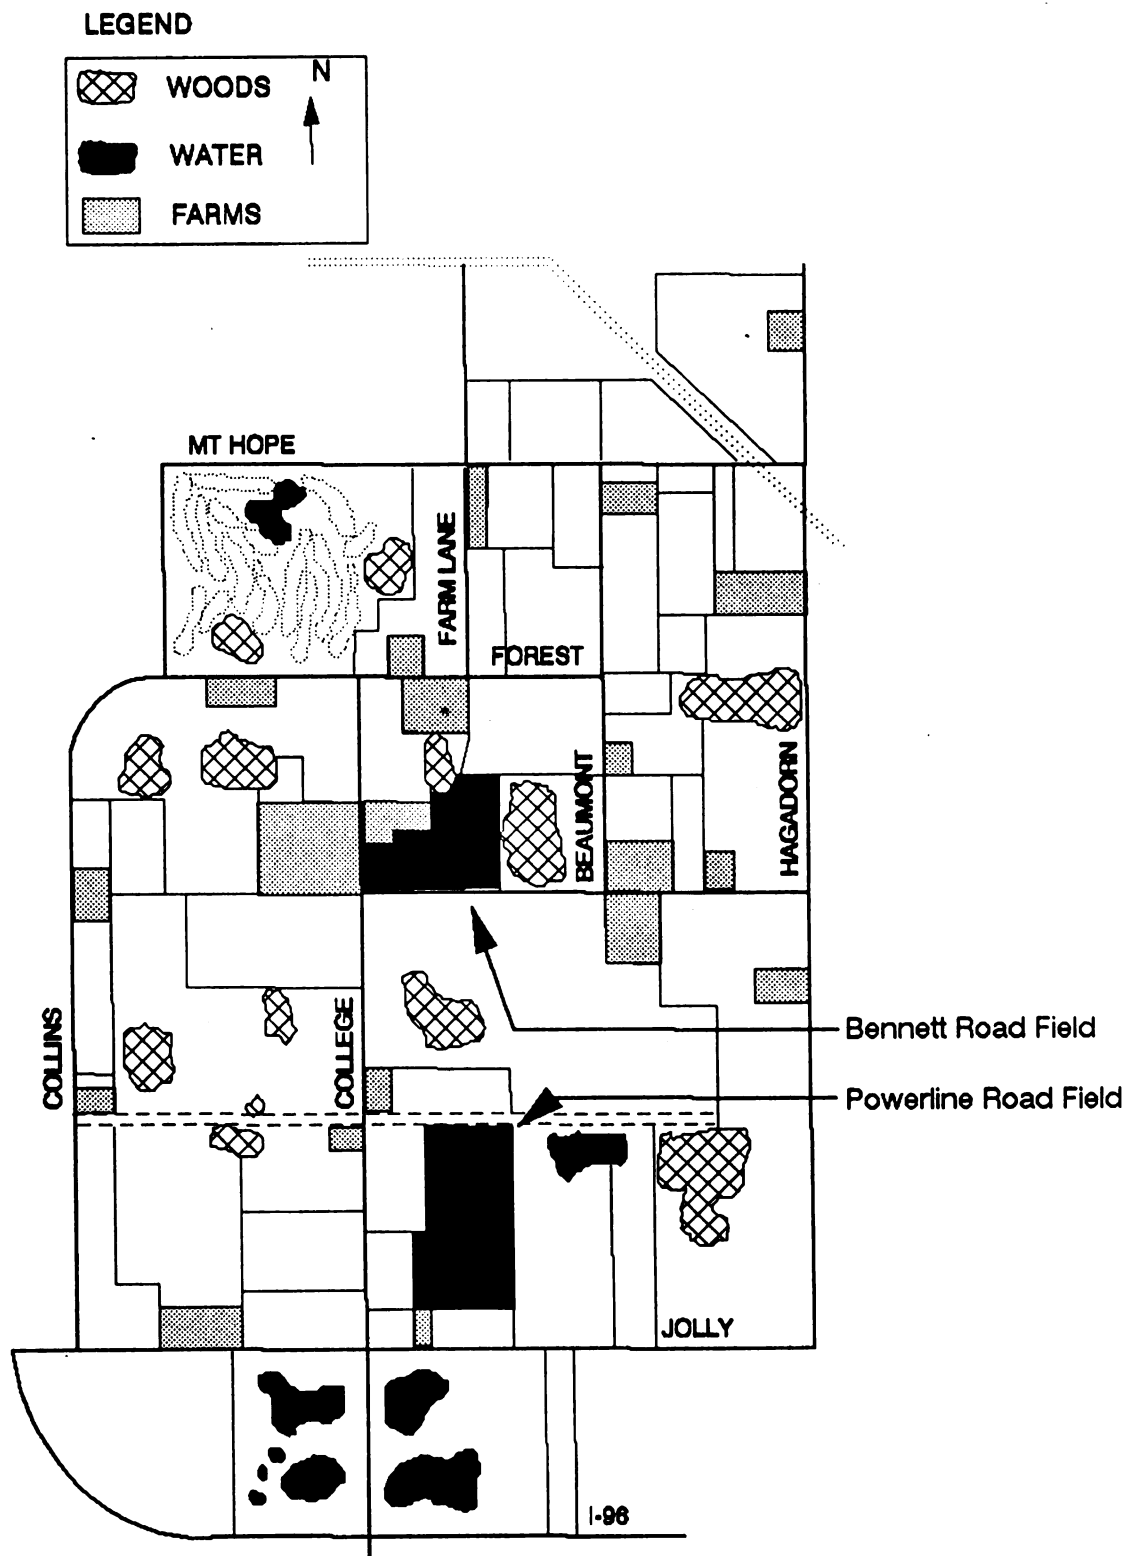 LEGEND
N
WOODS
WATER
FARMS
MT HOPE
FARM LANE
FOREST
BEAUMONT
HAGADORN
COLLINS
COLLEGE
Bennett Road Field
Powerline Road Field
JOLLY
I-96